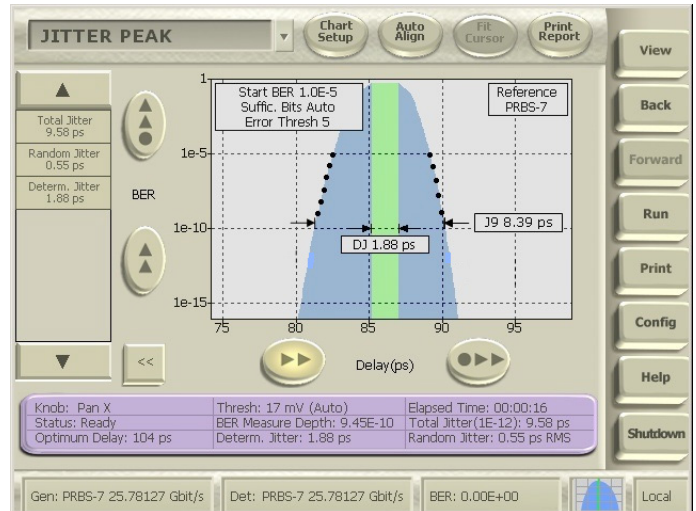 JITTER PEAK
Chart Setup
Auto Align
Fit Cursor
Print Report
View
Back
Forward
Run
Print
Config
Help
Shutdown
Total Jitter
9.58 ps
Random Jitter
0.55 ps
Determ. Jitter
1.88 ps
BER
<<
1
1e-5
1e-10
1e-15
Start BER 1.0E-5
Suffic. Bits Auto
Error Thresh 5
Reference
PRBS-7
J9 8.39 ps
DJ 1.88 ps
75 80 85 90 95
Delay(ps)
Knob: Pan X
Status: Ready
Optimum Delay: 104 ps
Thresh: 17 mV (Auto)
BER Measure Depth: 9.45E-10
Determ. Jitter: 1.88 ps
Elapsed Time: 00:00:16
Total Jitter(1E-12): 9.58 ps
Random Jitter: 0.55 ps RMS
Gen: PRBS-7 25.78127 Gbit/s
Det: PRBS-7 25.78127 Gbit/s
BER: 0.00E+00
Local